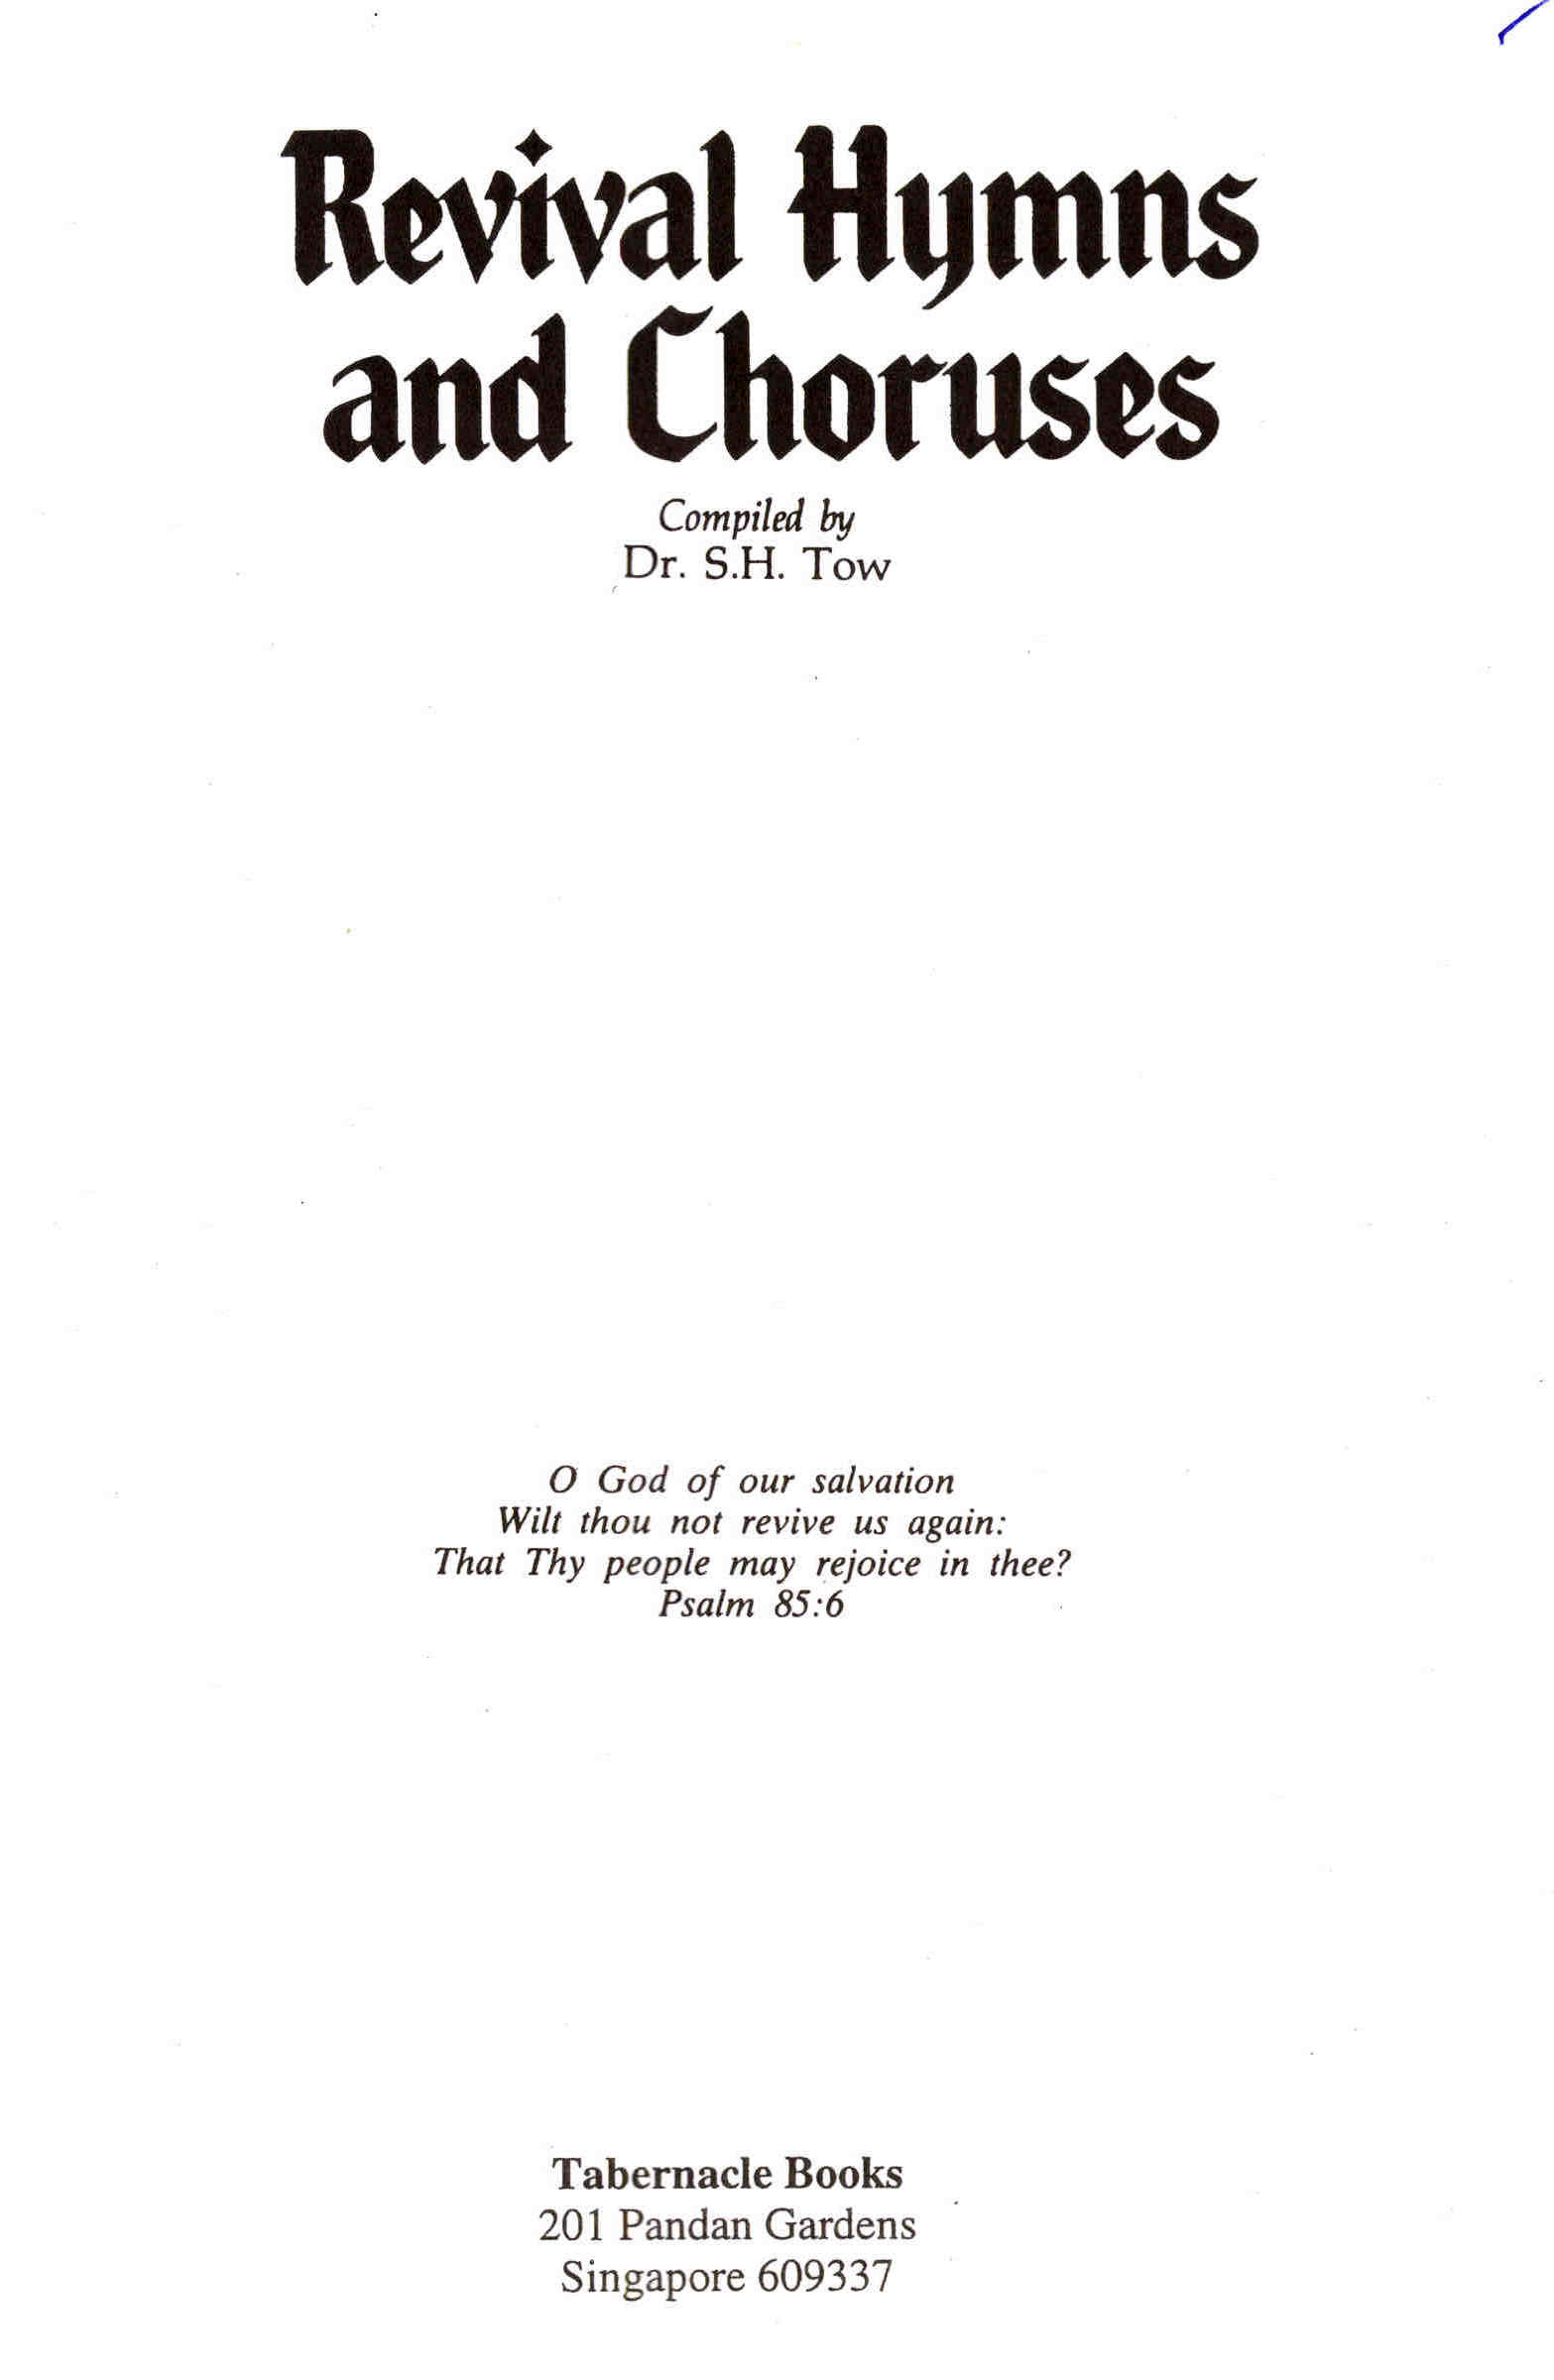 Revival Hymns
and Choruses
Compiled by
Dr. S.H. Tow
O God of our salvation
Wilt thou not revive us again:
That Thy people may rejoice in thee?
Psalm 85:6
Tabernacle Books
201 Pandan Gardens
Singapore 609337